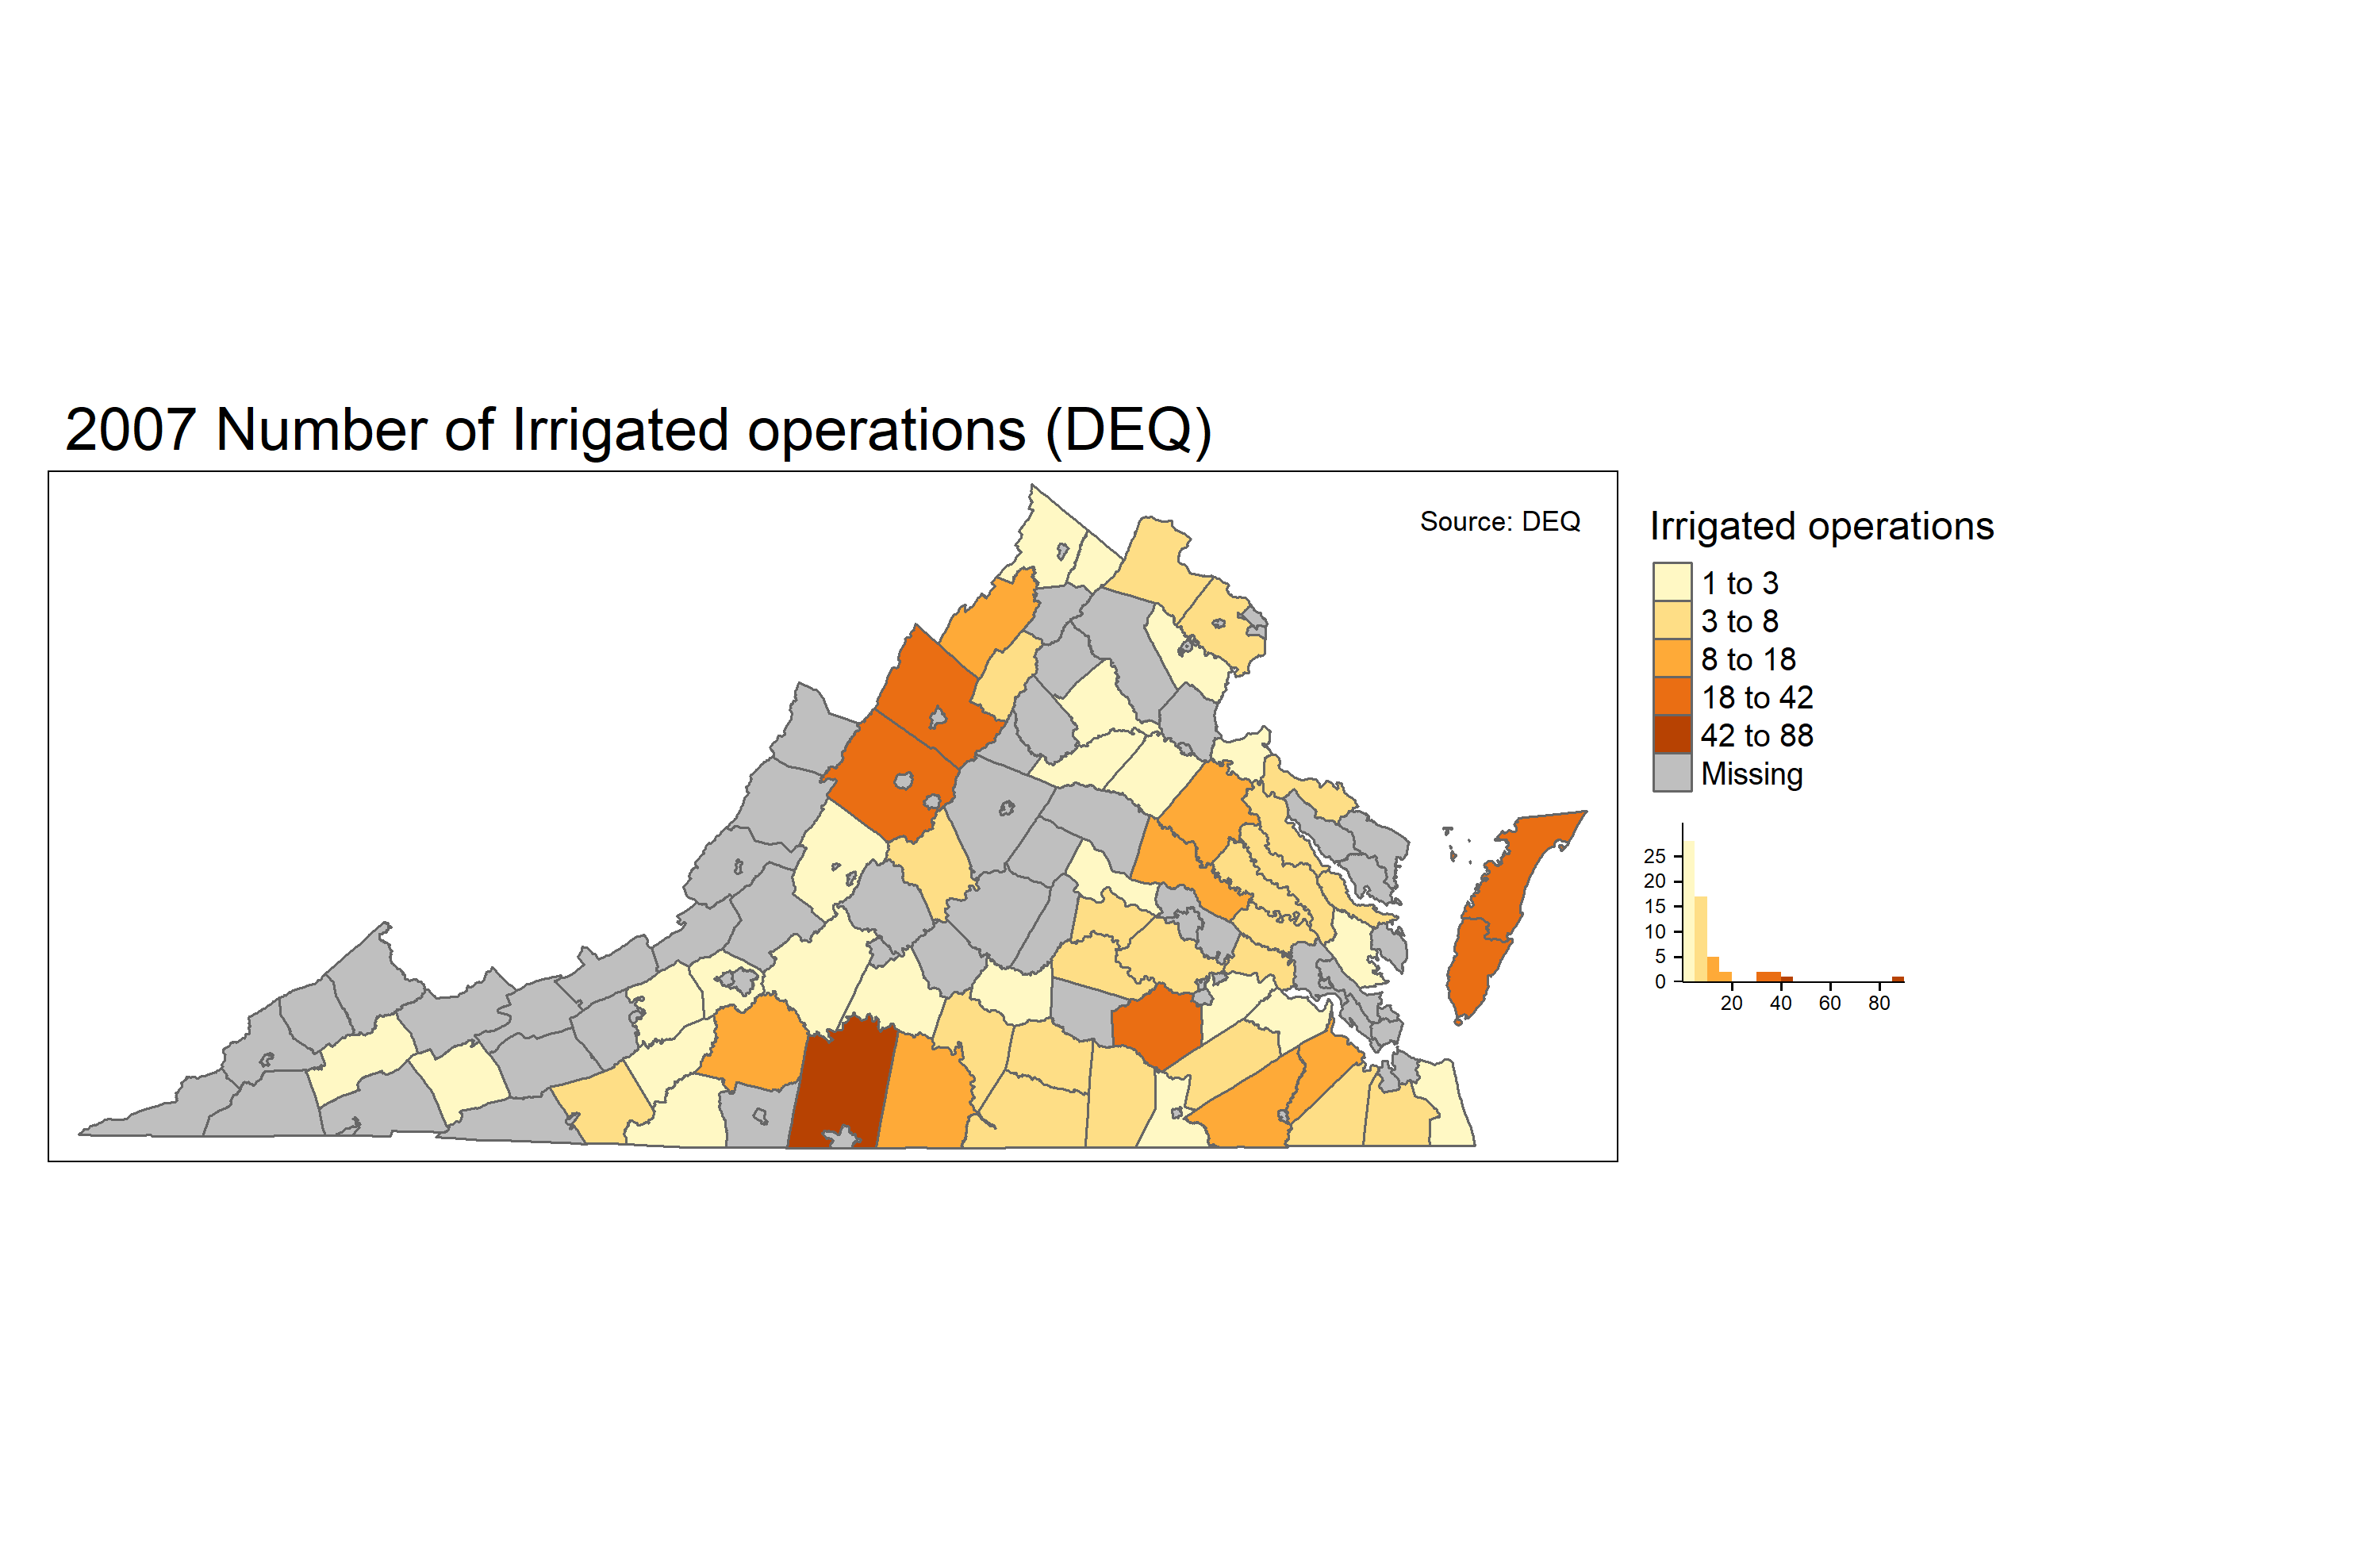 2007 Number of Irrigated operations (DEQ)
Source: DEQ
Irrigated operations
1 to 3
3 to 8
8 to 18
18 to 42
42 to 88
Missing
25
20
15
10
5
0
20 40 60 80